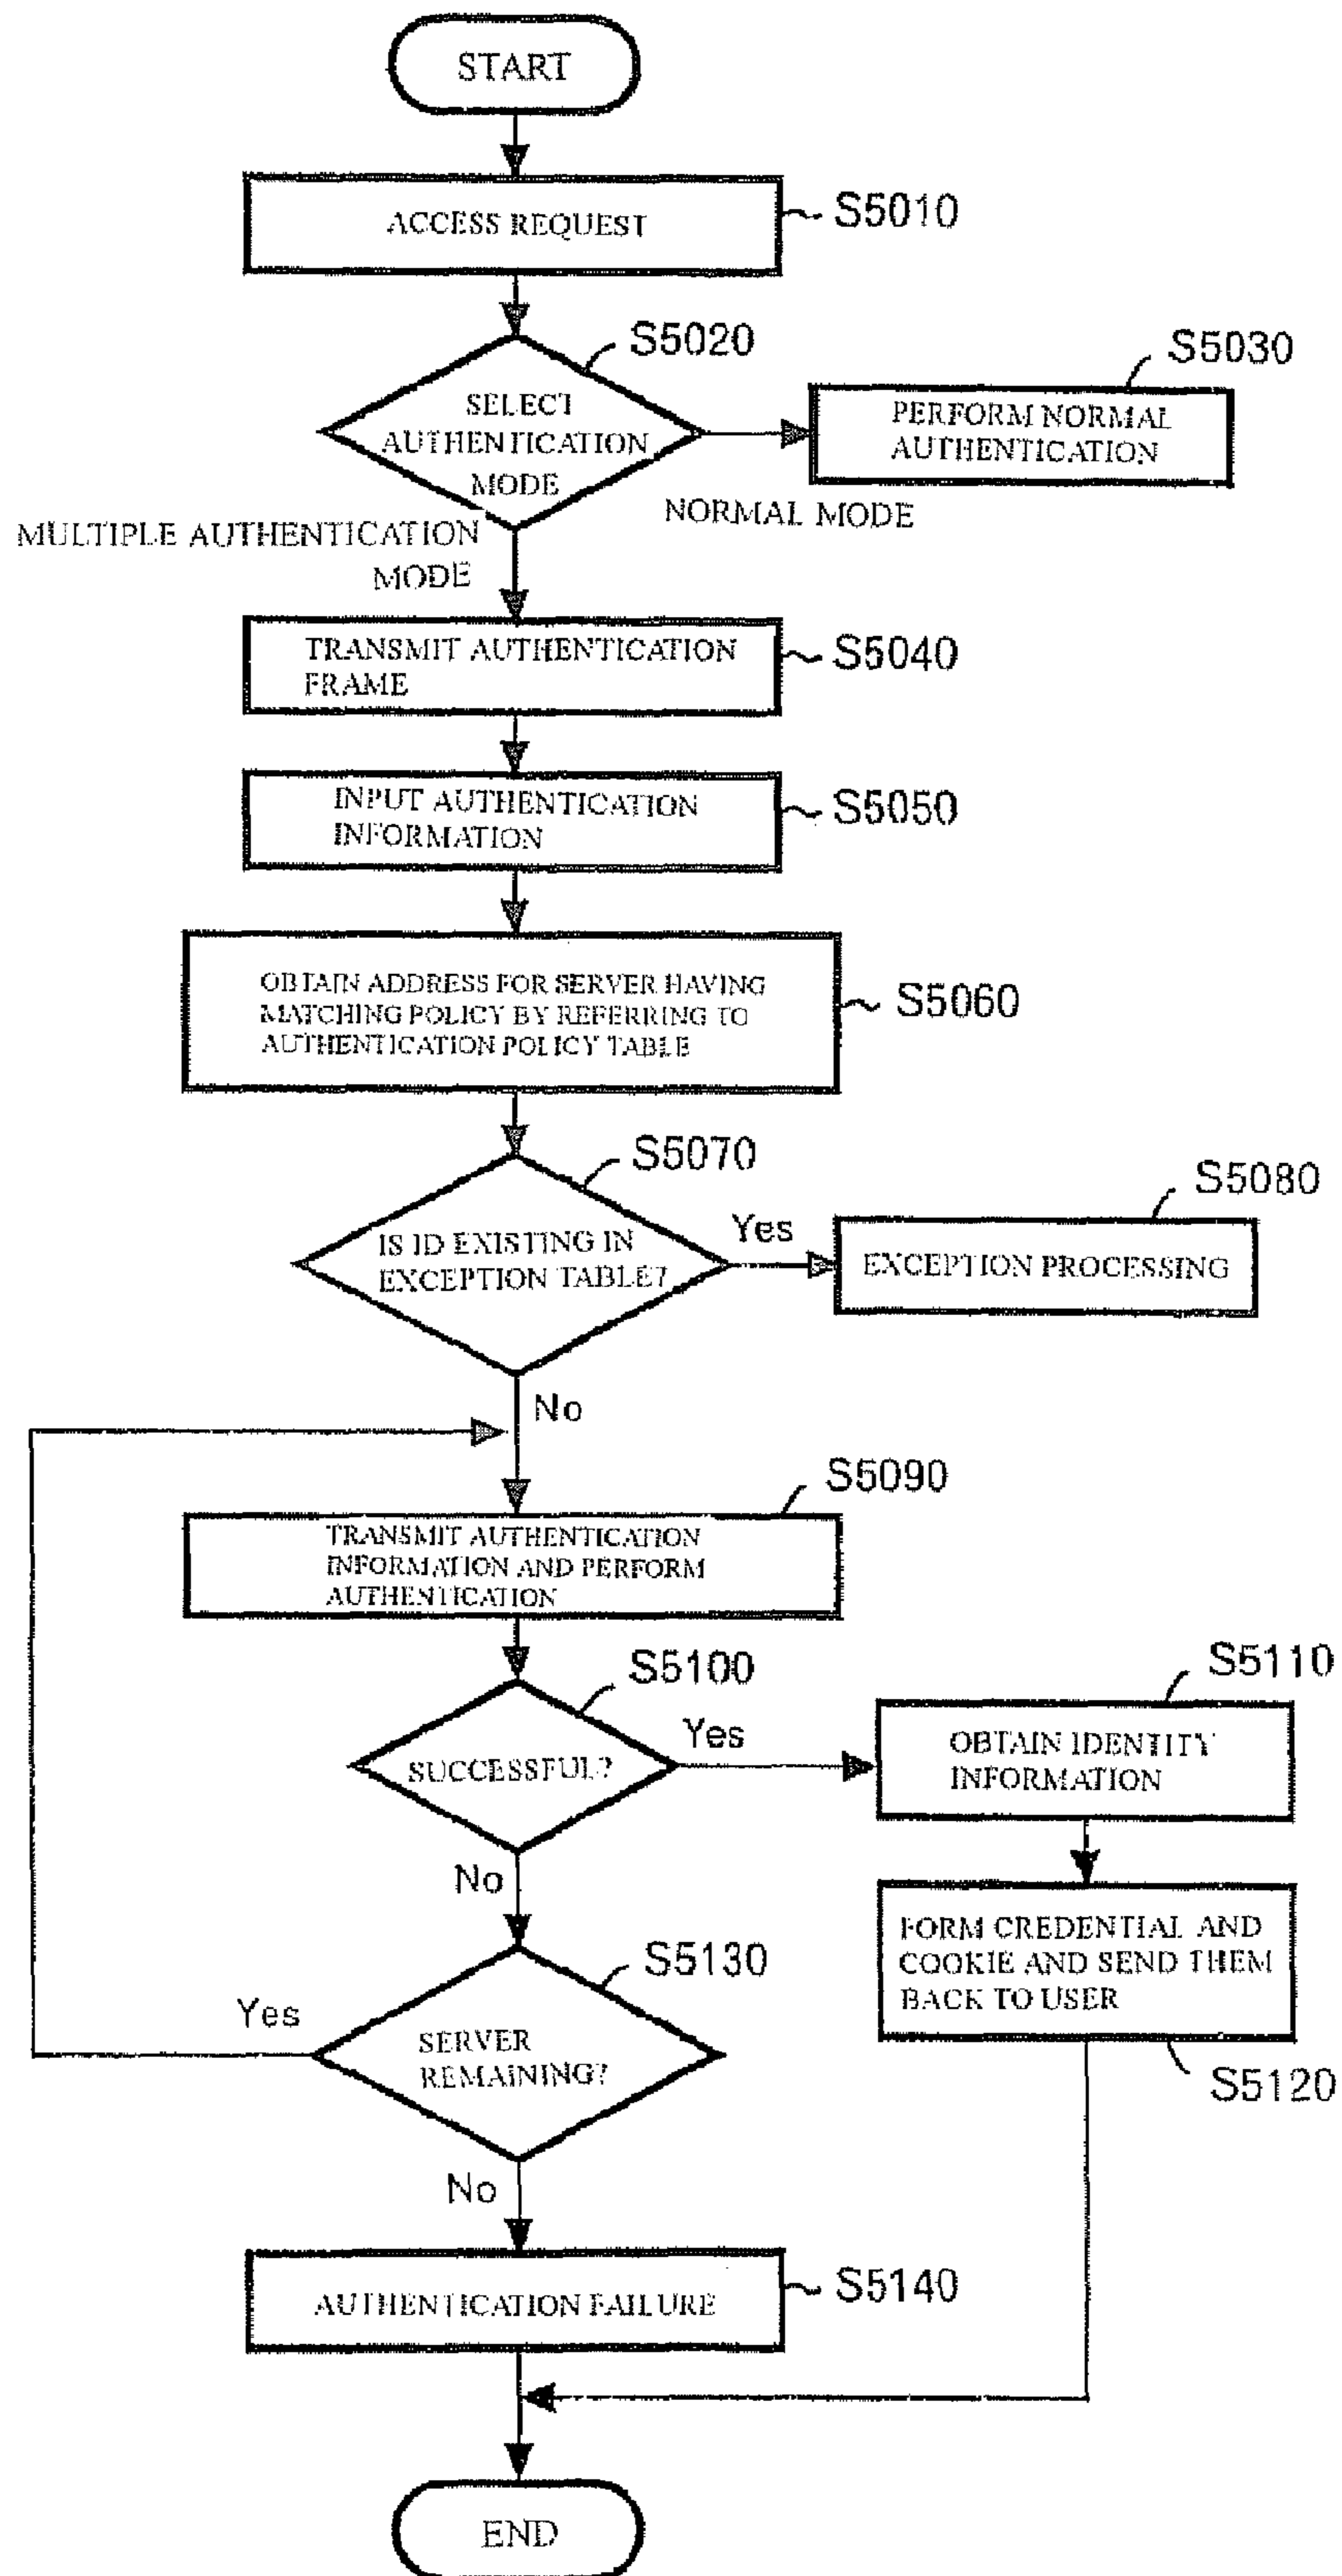 START
ACCESS REQUEST
S5010
S5020
SELECT
AUTHENTICATION
MODE
S5030
PERFORM NORMAL
AUTHENTICATION
NORMAL MODE
MULTIPLE AUTHENTICATION
MODE
TRANSMIT AUTHENTICATION
FRAME
S5040
INPUT AUTHENTICATION
INFORMATION
S5050
OBTAIN ADDRESS FOR SERVER HAVING
MATCHING POLICY BY REFERRING TO
AUTHENTICATION POLICY TABLE
S5060
S5070
IS ID EXISTING IN
EXCEPTION TABLE?
Yes
S5080
EXCEPTION PROCESSING
No
S5090
TRANSMIT AUTHENTICATION
INFORMATION AND PERFORM
AUTHENTICATION
S5100
SUCCESSFUL?
Yes
S5110
OBTAIN IDENTITY
INFORMATION
No
FORM CREDENTIAL AND
COOKIE AND SEND THEM
BACK TO USER
S5120
S5130
Yes
SERVER
REMAINING?
No
AUTHENTICATION FAILURE
S5140
END